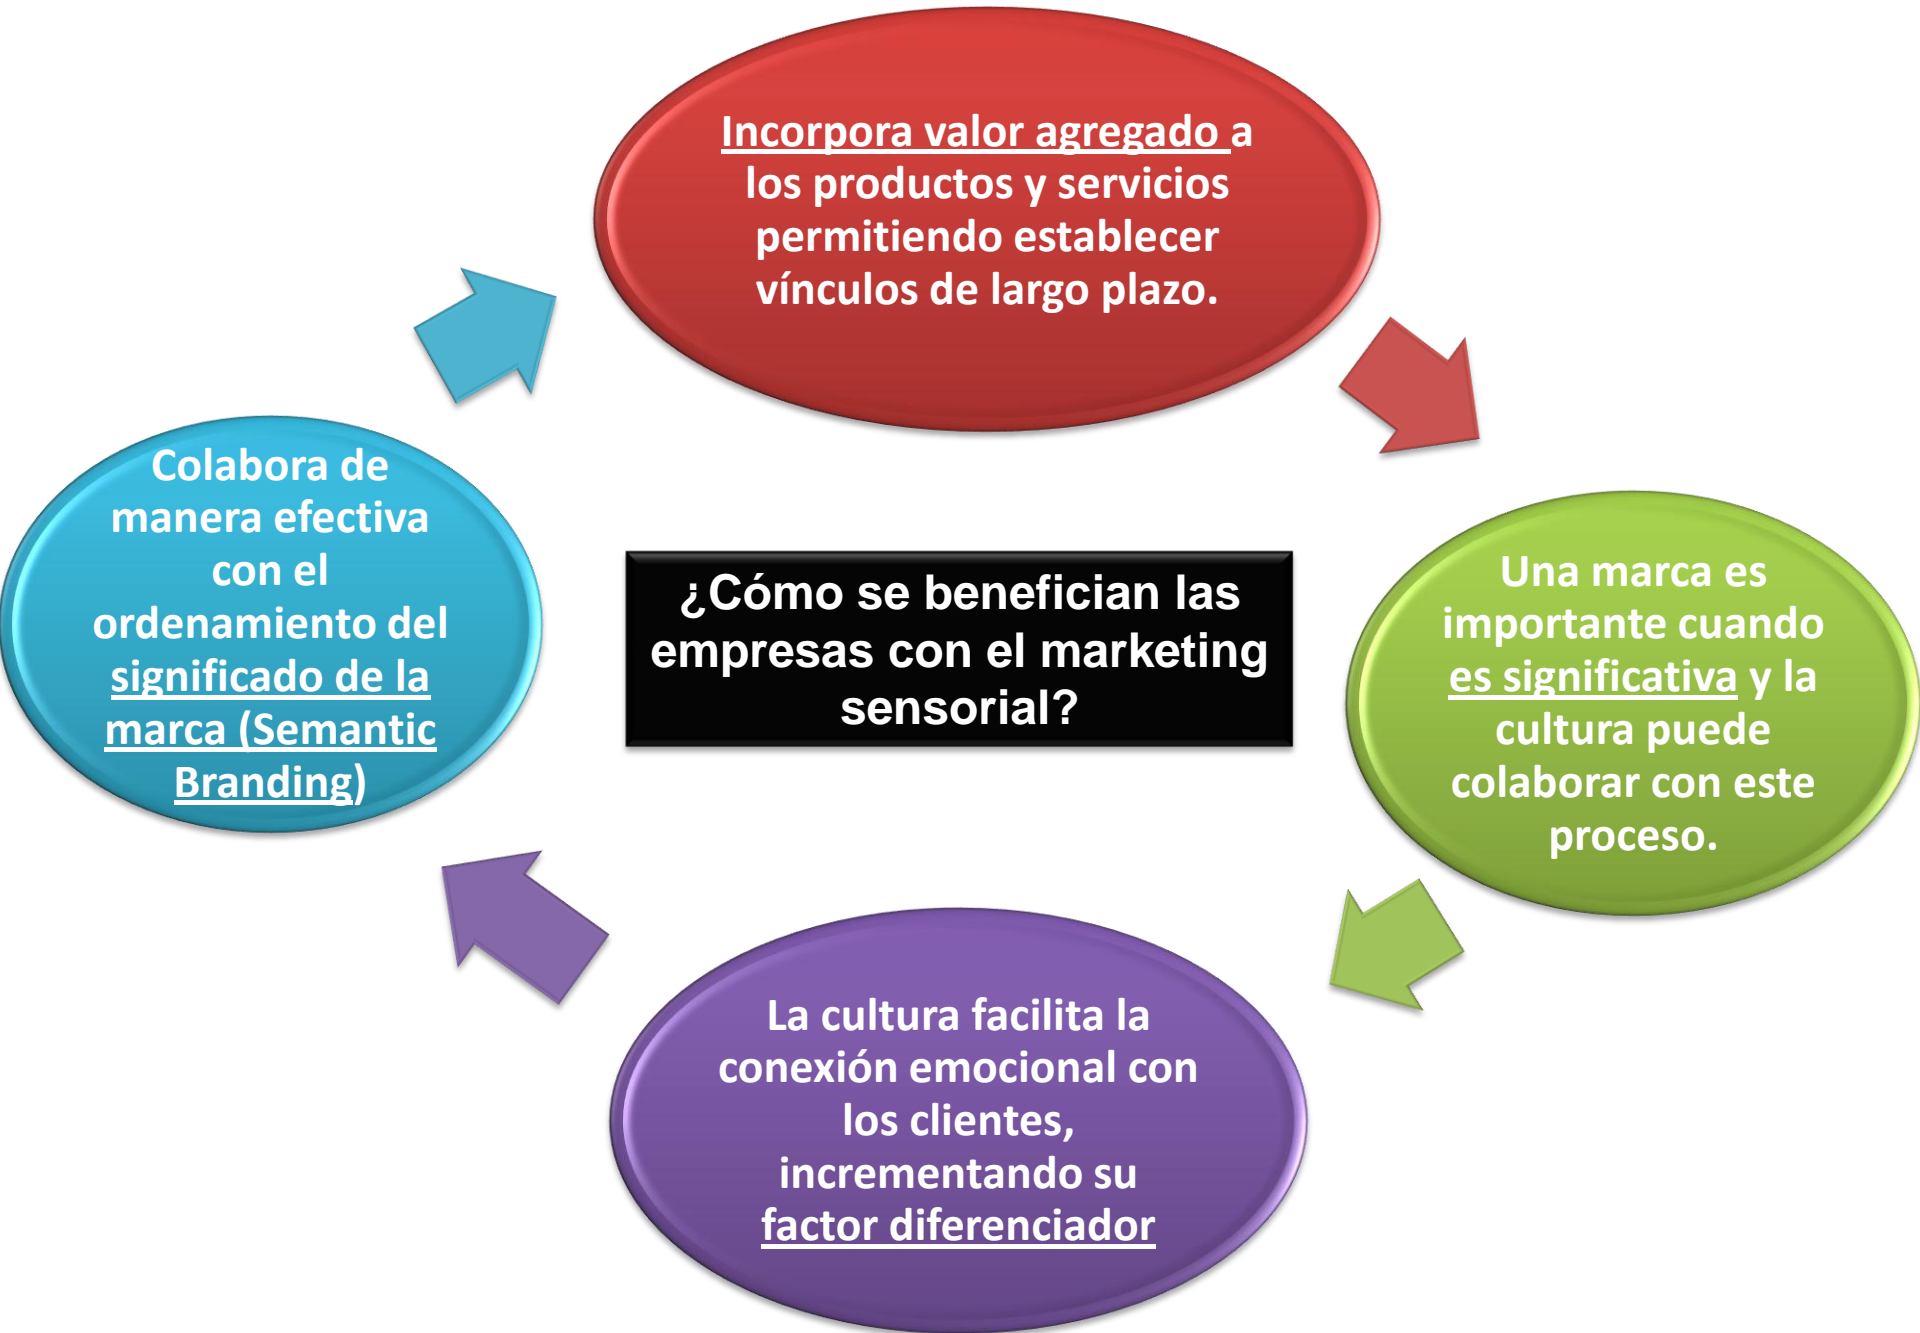 Incorpora valor agregado a
los productos y servicios
permitiendo establecer
vínculos de largo plazo.
Una marca es
importante cuando
es significativa y la
cultura puede
colaborar con este
proceso.
La cultura facilita la
conexión emocional con
los clientes,
incrementando su
factor diferenciador
Colabora de
manera efectiva
con el
ordenamiento del
significado de la
marca (Semantic
Branding)
¿Cómo se benefician las
empresas con el marketing
sensorial?